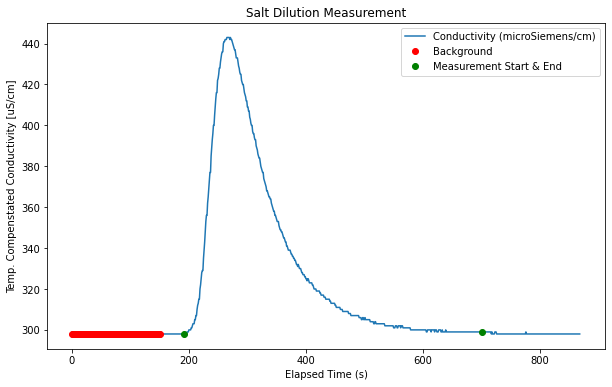 Salt Dilution Measurement
Temp. Compenstated Conductivity [uS/cm]
440
420
400
380
360
340
320
300
Conductivity (microSiemens/cm)
Background
Measurement Start & End
0
200
400
600
800
Elapsed Time (s)